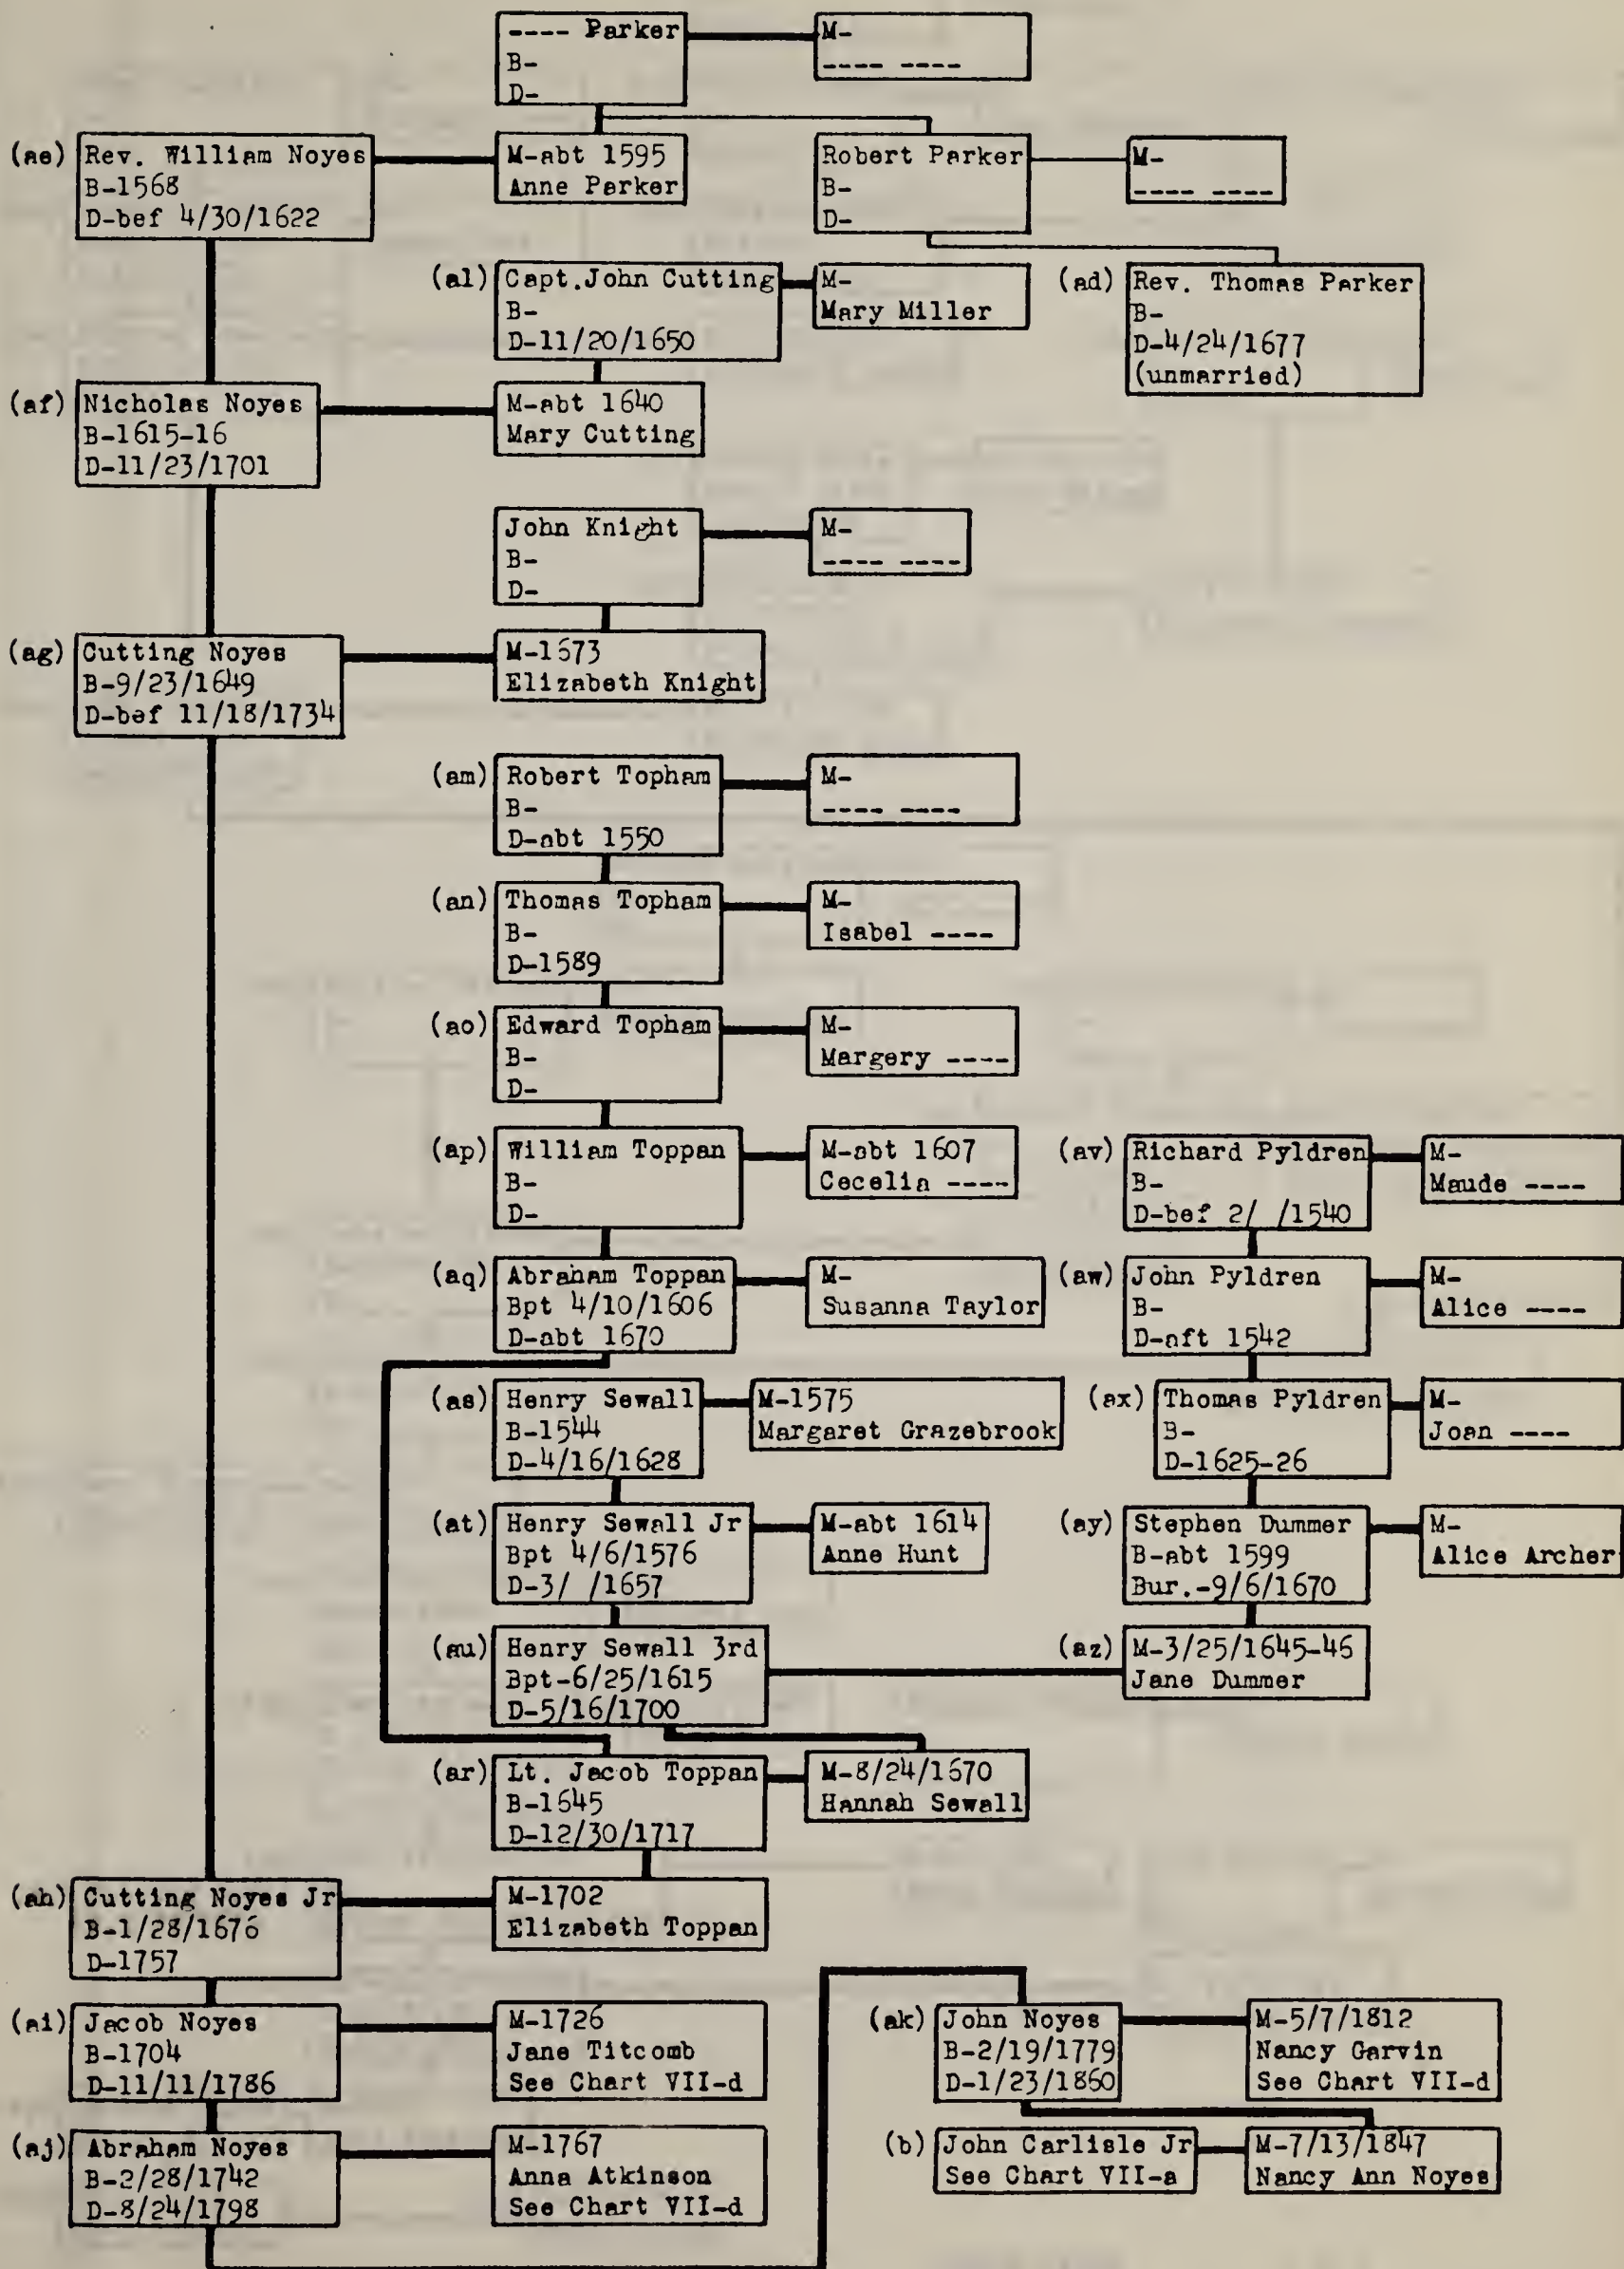 ---- Parker
B-
D-
M-
---- ----
(ae) Rev. William Noyes
B-1568
D-bef 4/30/1622
M-abt 1595
Anne Parker
Robert Parker
B-
D-
M-
---- ----
(al) Capt.John Cutting
B-
D-11/20/1650
M-
Mary Miller
(ad) Rev. Thomas Parker
B-
D-4/24/1677
(unmarried)
(af) Nicholas Noyes
B-1615-16
D-11/23/1701
M-abt 1640
Mary Cutting
John Knight
B-
D-
M-
---- ----
(ag) Cutting Noyes
B-9/23/1649
D-bef 11/18/1734
M-1673
Elizabeth Knight
(am) Robert Topham
B-
D-abt 1550
M-
---- ----
(an) Thomas Topham
B-
D-1589
M-
Isabel ----
(ao) Edward Topham
B-
D-
M-
Margery ----
(ap) William Toppan
B-
D-
M-abt 1607
Cecelia ----
(av) Richard Pyldren
B-
D-bef 2/ /1540
M-
Maude ----
(aq) Abraham Toppan
Bpt 4/10/1606
D-abt 1670
M-
Susanna Taylor
(aw) John Pyldren
B-
D-aft 1542
M-
Alice ----
(as) Henry Sewall
B-1544
D-4/16/1628
M-1575
Margaret Grazebrook
(ax) Thomas Pyldren
B-
D-1625-26
M-
Joan ----
(at) Henry Sewall Jr
Bpt 4/6/1576
D-3/ /1657
M-abt 1614
Anne Hunt
(ay) Stephen Dummer
B-abt 1599
Bur.-9/6/1670
M-
Alice Archer
(au) Henry Sewall 3rd
Bpt-6/25/1615
D-5/16/1700
(az) M-3/25/1645-46
Jane Dummer
(ar) Lt. Jacob Toppan
B-1645
D-12/30/1717
M-8/24/1670
Hannah Sewall
(ah) Cutting Noyes Jr
B-1/28/1676
D-1757
M-1702
Elizabeth Toppan
(ai) Jacob Noyes
B-1704
D-11/11/1786
M-1726
Jane Titcomb
See Chart VII-d
(ak) John Noyes
B-2/19/1779
D-1/23/1860
M-5/7/1812
Nancy Garvin
See Chart VII-d
(aj) Abraham Noyes
B-2/28/1742
D-8/24/1798
M-1767
Anna Atkinson
See Chart VII-d
(b) John Carlisle Jr
See Chart VII-a
M-7/13/1847
Nancy Ann Noyes